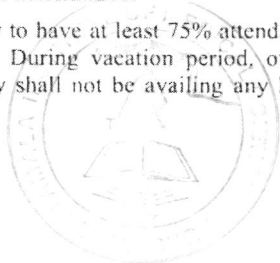 to have at least 75% attend
During vacation period, o
shall not be availing any